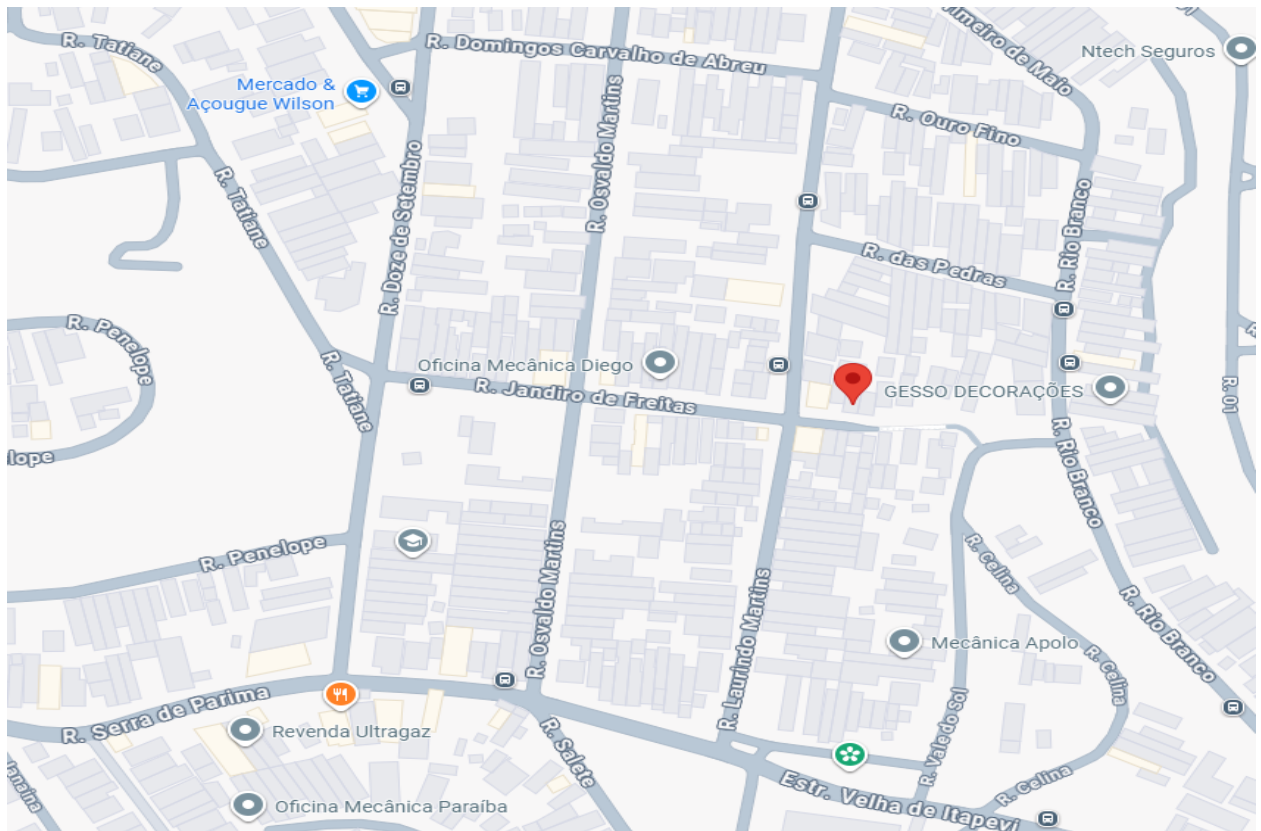 R. Tatiane
R. Domingos Carvalho de Abreu
Primeiro de Maio
Ntech Seguros
Mercado &
Açougue Wilson
R. Osvaldo Martins
R. Ouro Fino
R. Tatiane
R. Doze de Setembro
R. Rio Branco
R. das Pedras
R. Penelope
Oficina Mecânica Diego
R. Tatiane
R. Jandiro de Freitas
GESSO DECORAÇÕES
R. 01
R. Rio Branco
R. Penelope
R. Osvaldo Martins
R. Celina
R. Laurindo Martins
R. Rio Branco
Mecânica Apolo
R. Celina
R. Serra de Parima
Revenda Ultragaz
R. Salete
R. Vale do Sol
Estr. Velha de Itapevi
R. Celina
Oficina Mecânica Paraíba